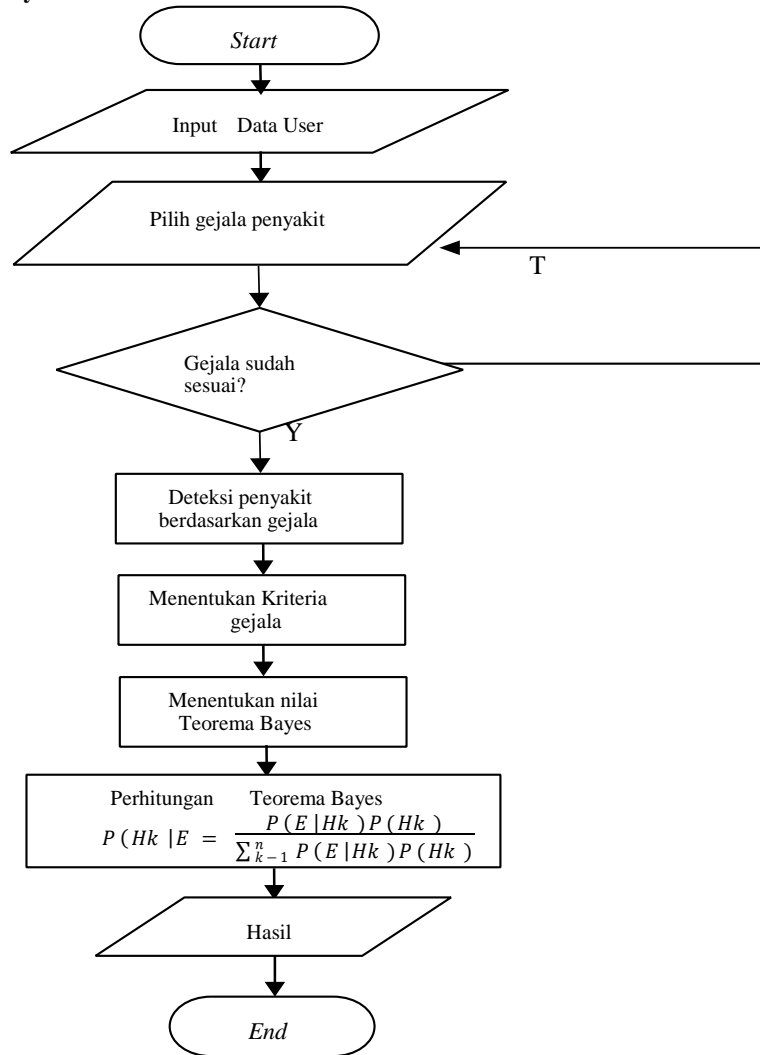 Start
Input Data User
Pilih gejala penyakit
T
Gejala sudah
sesuai?
Y
Deteksi penyakit
berdasarkan gejala
Menentukan Kriteria
gejala
Menentukan nilai
Teorema Bayes
Perhitungan Teorema Bayes
P ( Hk | E = P ( E | Hk ) P ( Hk ) / ∑ n k − 1 P ( E | Hk ) P ( Hk )
Hasil
End